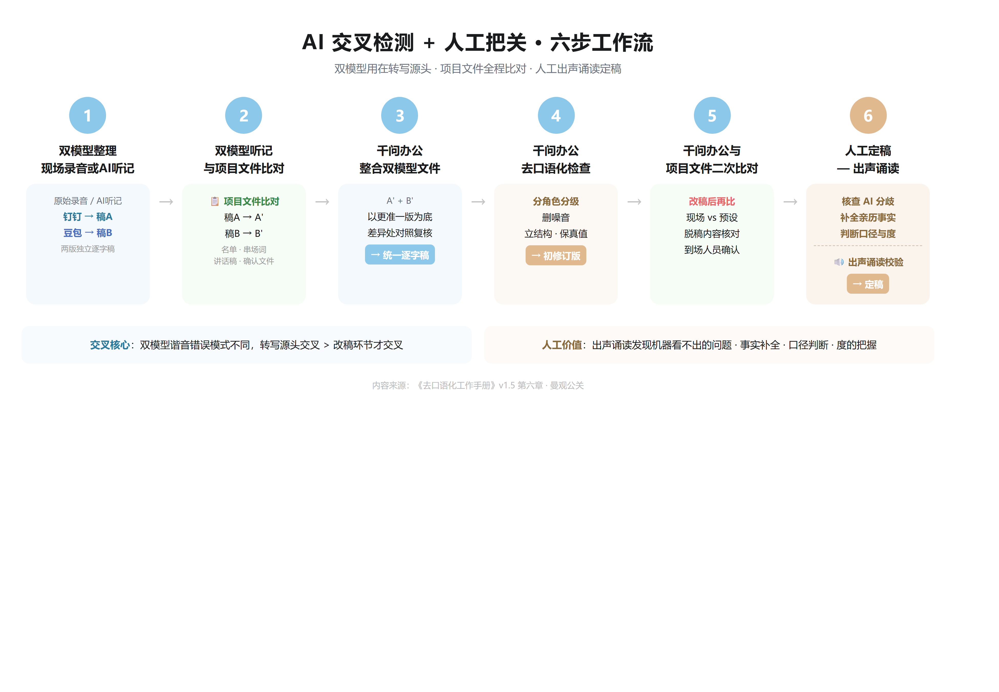 AI 交叉检测 + 人工把关 · 六步工作流
双模型用在转写源头 · 项目文件全程比对 · 人工出声诵读定稿
1
双模型整理
现场录音或AI听记
原始录音 / AI听记
钉钉 → 稿A
豆包 → 稿B
两版独立逐字稿
→
2
双模型听记
与项目文件比对
📋 项目文件比对
稿A → A'
稿B → B'
名单 · 串场词
讲话稿 · 确认文件
→
3
千问办公
整合双模型文件
A' + B'
以更准一版为底
差异处对照复核
→ 统一逐字稿
→
4
千问办公
去口语化检查
分角色分级
删噪音
立结构 · 保真值
→ 初修订版
→
5
千问办公与
项目文件二次比对
改稿后再比
现场 vs 预设
脱稿内容核对
到场人员确认
→
6
人工定稿
— 出声诵读
核查 AI 分歧
补全亲历事实
判断口径与度
🔊 出声诵读校验
→ 定稿
交叉核心：双模型谐音错误模式不同，转写源头交叉 > 改稿环节才交叉
人工价值：出声诵读发现机器看不出的问题 · 事实补全 · 口径判断 · 度的把握
内容来源：《去口语化工作手册》v1.5 第六章 · 曼观公关